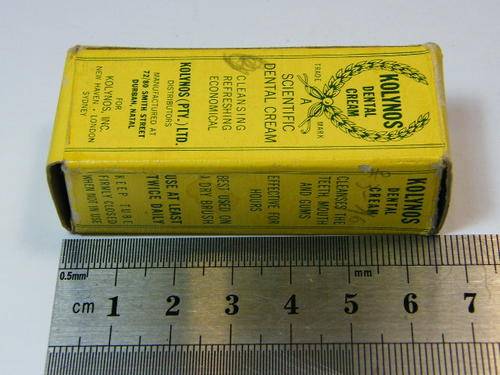 KOLYNOS
DENTAL
CREAM
TRADE
A
MARK
SCIENTIFIC
DENTAL CREAM
CLEANSING
REFRESHING
ECONOMICAL
KOLYNOS (PTY.) LTD.
DISTRIBUTORS
MANUFACTURED AT
72/80 SMITH STREET
DURBAN, NATAL
FOR
KOLYNOS, INC.
NEW HAVEN, LONDON
SYDNEY
KOLYNOS
DENTAL
CREAM
CLEANSES THE
TEETH, MOUTH
AND GUMS
EFFECTIVE FOR
HOURS
BEST USED ON
A DRY BRUSH
USE AT LEAST
TWICE DAILY
KEEP TUBE
FIRMLY CLOSED
WHEN NOT IN USE
0.5mm
mm
cm 1 2 3 4 5 6 7